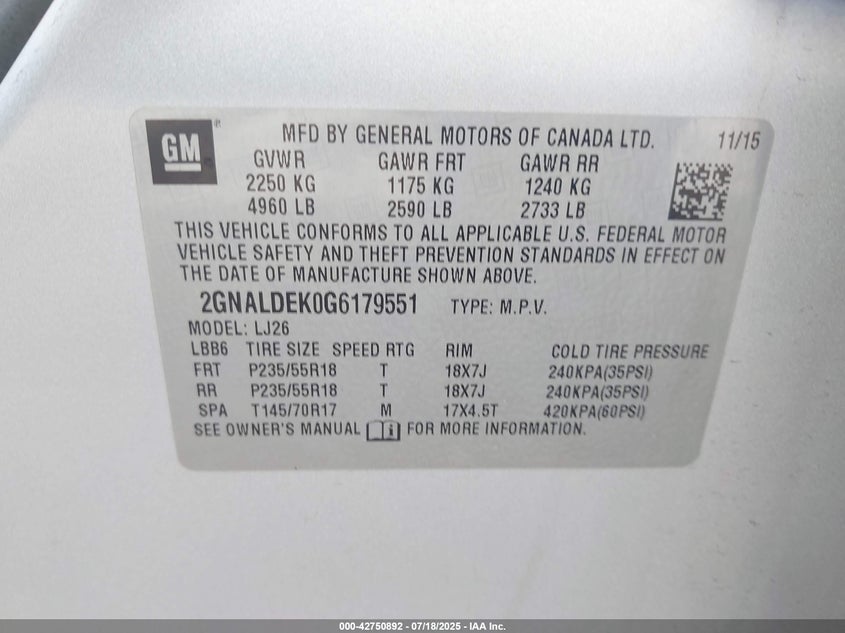 GM
MFD BY GENERAL MOTORS OF CANADA LTD. 11/15
GVWR GAWR FRT GAWR RR
2250 KG 1175 KG 1240 KG
4960 LB 2590 LB 2733 LB
THIS VEHICLE CONFORMS TO ALL APPLICABLE U.S. FEDERAL MOTOR
VEHICLE SAFETY AND THEFT PREVENTION STANDARDS IN EFFECT ON
THE DATE OF MANUFACTURE SHOWN ABOVE.
2GNALDEK0G6179551 TYPE: M.P.V.
MODEL: LJ26
LBB6 TIRE SIZE SPEED RTG RIM COLD TIRE PRESSURE
FRT P235/55R18 T 18X7J 240KPA(35PSI)
RR P235/55R18 T 18X7J 240KPA(35PSI)
SPA T145/70R17 M 17X4.5T 420KPA(60PSI)
SEE OWNER'S MANUAL FOR MORE INFORMATION.
000-42750892 - 07/18/2025 - IAA Inc.